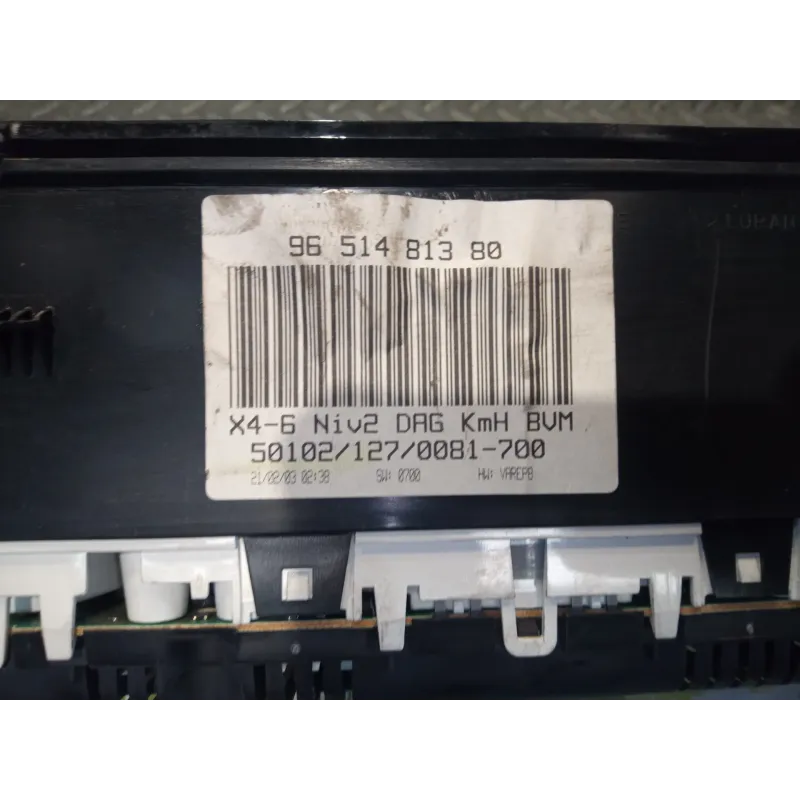 96 514 813 80
X4-6 Niv2 DAG KmH BVM
50102/127/0081-700
21/02/03 02:38 SW: 0700 HW: VAREPB